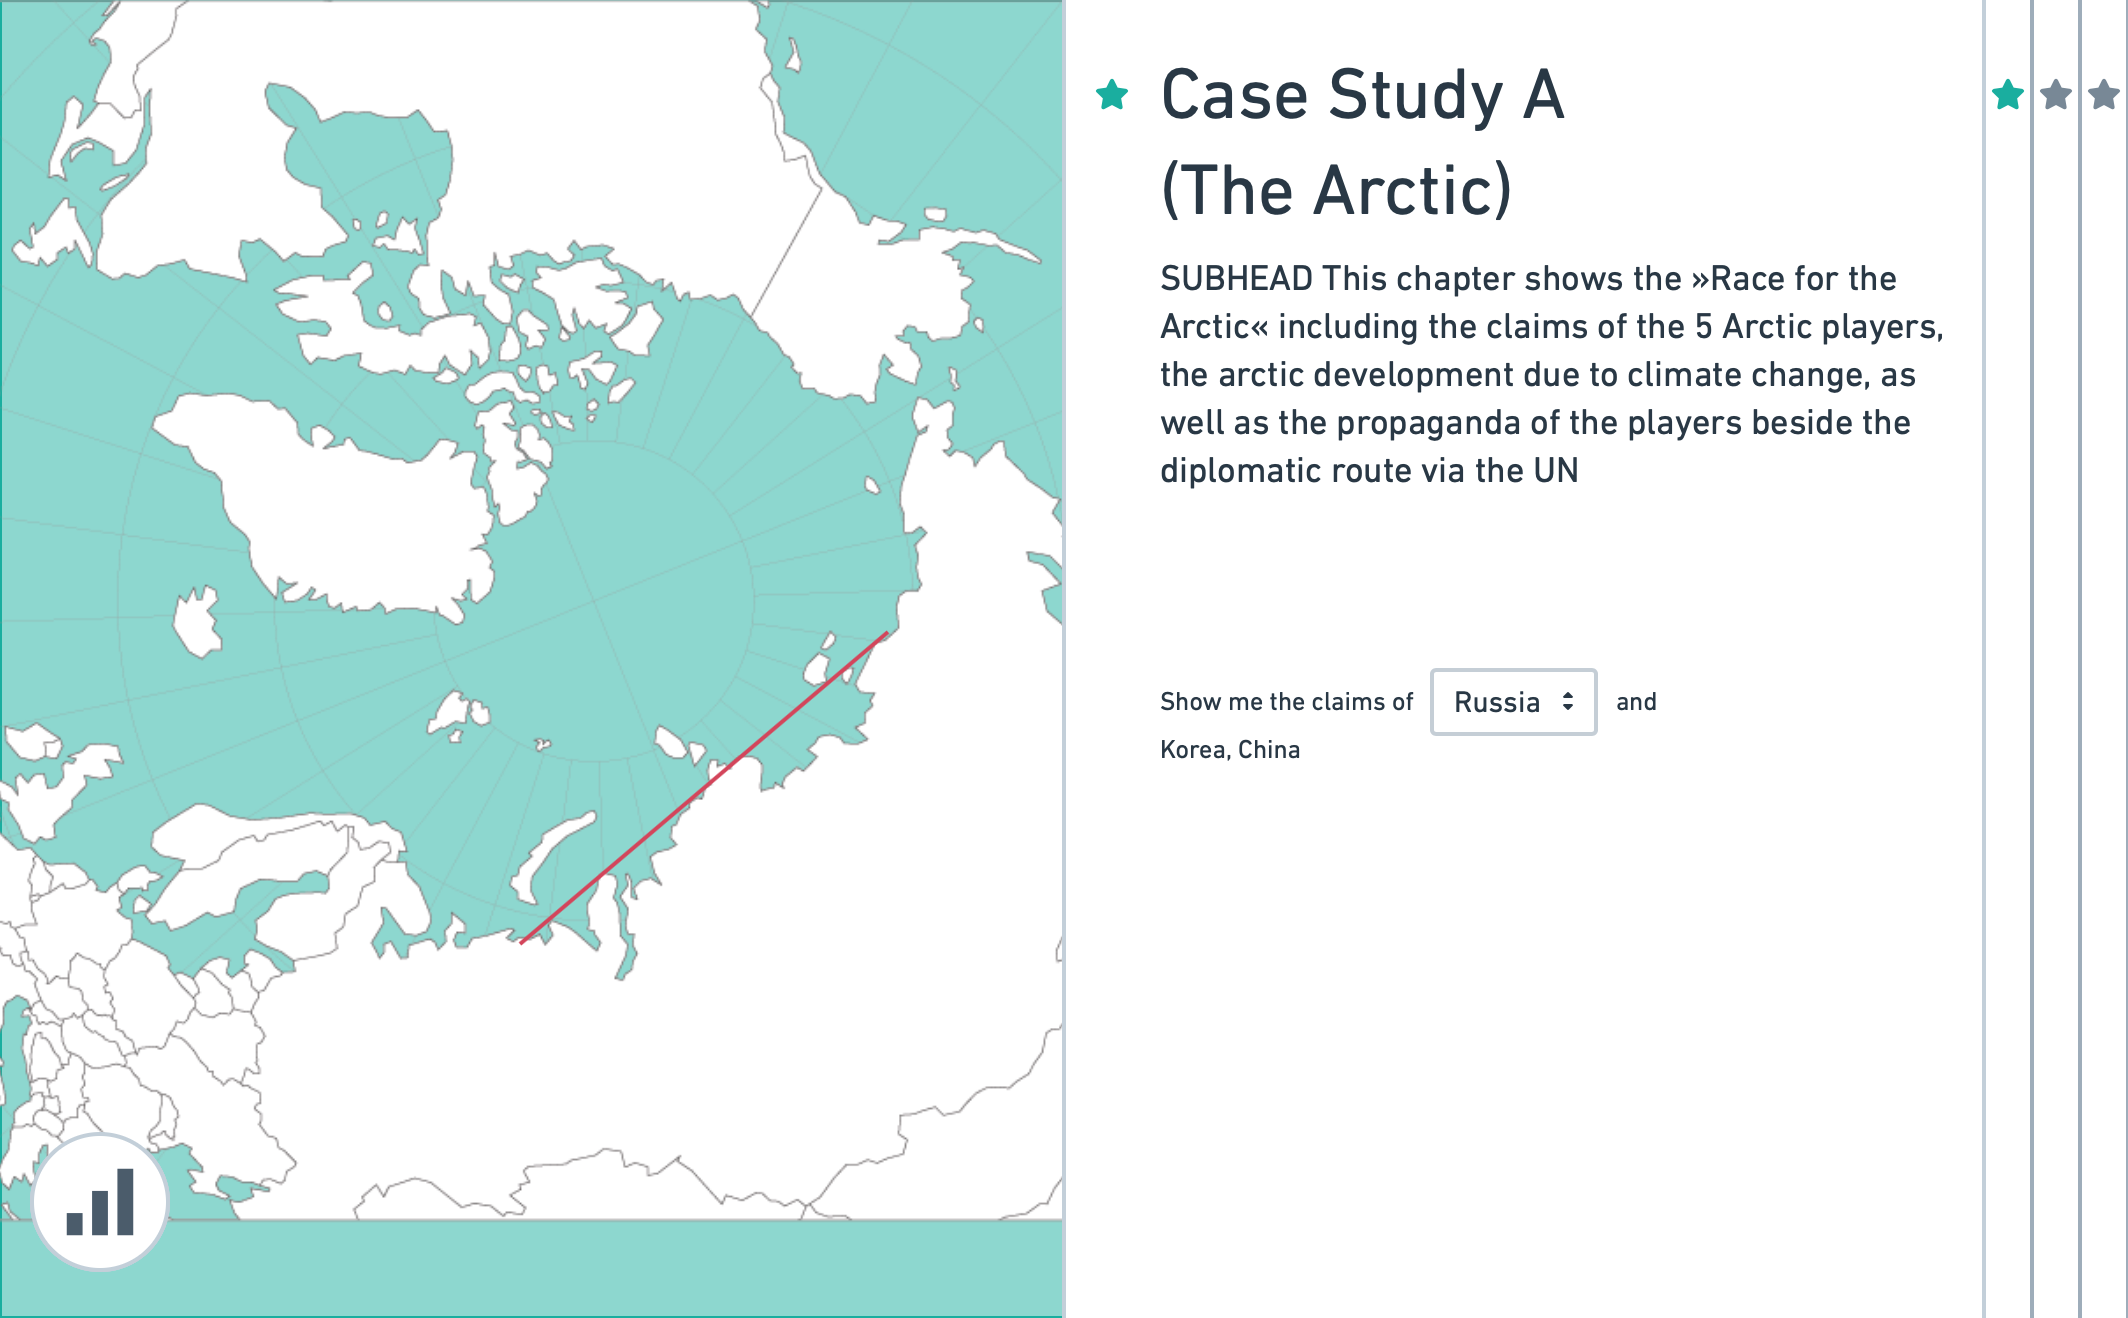 Case Study A
(The Arctic)
SUBHEAD This chapter shows the »Race for the
Arctic« including the claims of the 5 Arctic players,
the arctic development due to climate change, as
well as the propaganda of the players beside the
diplomatic route via the UN
Show me the claims of Russia and
Korea, China